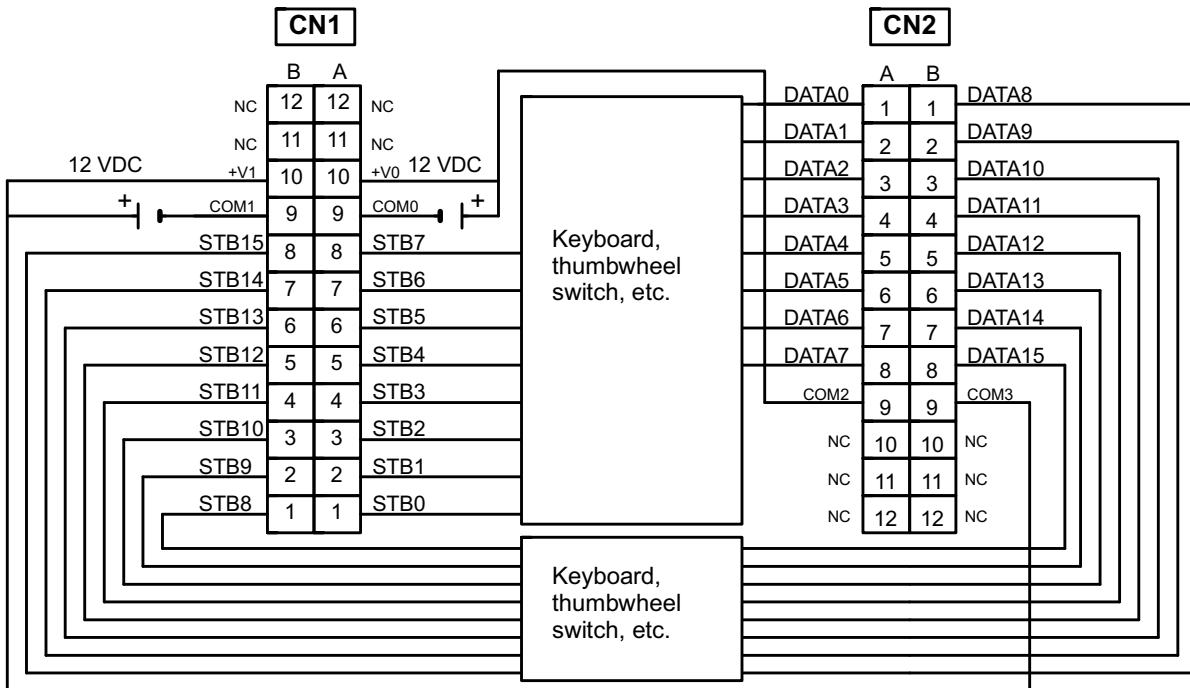 CN1 CN2
B A A B
NC 12 12 NC DATA0 1 1 DATA8
NC 11 11 NC DATA1 2 2 DATA9
12 VDC +V1 10 10 +V0 12 VDC DATA2 3 3 DATA10
+ COM1 9 9 COM0 + DATA3 4 4 DATA11
STB15 8 8 STB7 Keyboard, DATA4 5 5 DATA12
thumbwheel
STB14 7 7 STB6 switch, etc. DATA5 6 6 DATA13
STB13 6 6 STB5 DATA6 7 7 DATA14
STB12 5 5 STB4 DATA7 8 8 DATA15
STB11 4 4 STB3 COM2 9 9 COM3
STB10 3 3 STB2 NC 10 10 NC
STB9 2 2 STB1 NC 11 11 NC
STB8 1 1 STB0 NC 12 12 NC
Keyboard,
thumbwheel
switch, etc.